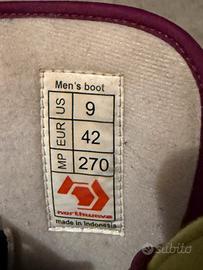 Men's boot
US 9
EUR 42
MP 270
northwave
made in Indonesia
Subito